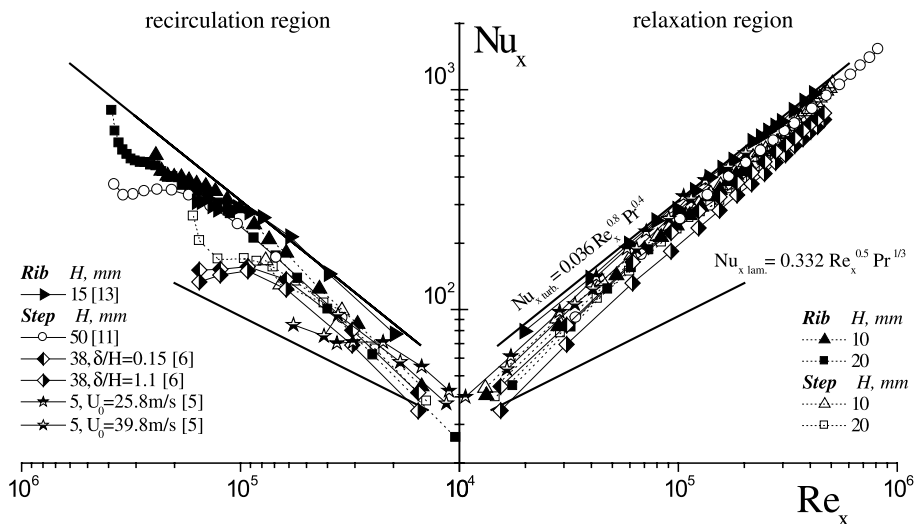 recirculation region
relaxation region
Nu_x
10^3
10^2
Nu_x turb. = 0.036 Re_x^0.8 Pr^0.4
Nu_x lam. = 0.332 Re_x^0.5 Pr^1/3
Rib H, mm
15 [13]
Step H, mm
50 [11]
38, δ/H=0.15 [6]
38, δ/H=1.1 [6]
5, U_0=25.8m/s [5]
5, U_0=39.8m/s [5]
Rib H, mm
10
20
Step H, mm
10
20
10^6 10^5 10^4 10^5 10^6
Re_x